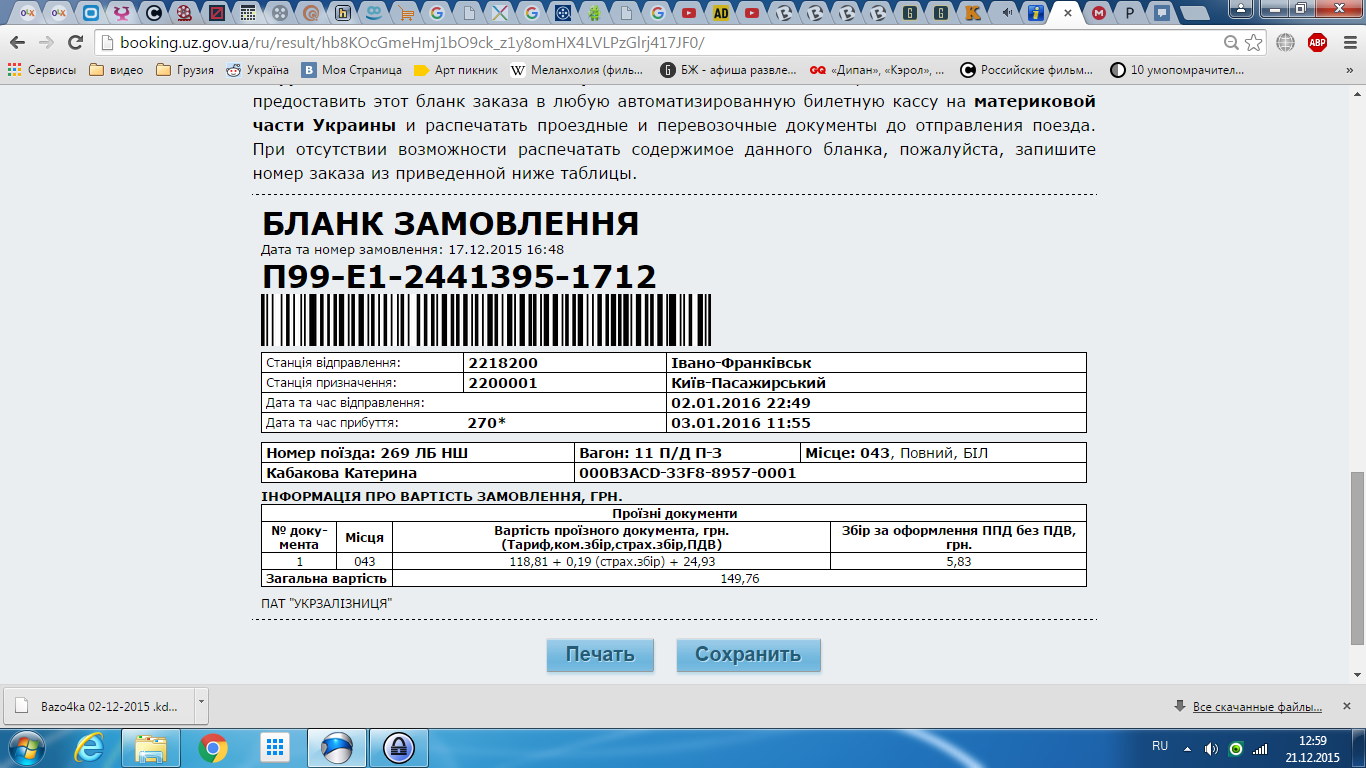 booking.uz.gov.ua/ru/result/hb8KOcGmeHmj1bO9ck_z1y8omHX4LVLPzGlrj417JF0/
Сервисы видео Грузия Україна Моя Страница Арт пикник Меланхолия (филь... БЖ - афиша развле... «Дипан», «Кэрол», ... Российские фильм... 10 умопомрачител... »
предоставить этот бланк заказа в любую автоматизированную билетную кассу на материковой
части Украины и распечатать проездные и перевозочные документы до отправления поезда.
При отсутствии возможности распечатать содержимое данного бланка, пожалуйста, запишите
номер заказа из приведенной ниже таблицы.
БЛАНК ЗАМОВЛЕННЯ
Дата та номер замовлення: 17.12.2015 16:48
П99-Е1-2441395-1712
Станція відправлення: 2218200 Івано-Франківськ
Станція призначення: 2200001 Київ-Пасажирський
Дата та час відправлення: 02.01.2016 22:49
Дата та час прибуття: 270* 03.01.2016 11:55
Номер поїзда: 269 ЛБ НШ Вагон: 11 П/Д П-З Місце: 043, Повний, БІЛ
Кабакова Катерина 000B3ACD-33F8-8957-0001
ІНФОРМАЦІЯ ПРО ВАРТІСТЬ ЗАМОВЛЕННЯ, ГРН.
Проїзні документи
№ доку- Вартість проїзного документа, грн. Збір за оформлення ППД без ПДВ,
мента Місця (Тариф,ком.збір,страх.збір,ПДВ) грн.
1 043 118,81 + 0,19 (страх.збір) + 24,93 5,83
Загальна вартість 149,76
ПАТ "УКРЗАЛІЗНИЦЯ"
Печать Сохранить
Bazo4ka 02-12-2015 .kd... Все скачанные файлы...
RU 12:59
21.12.2015